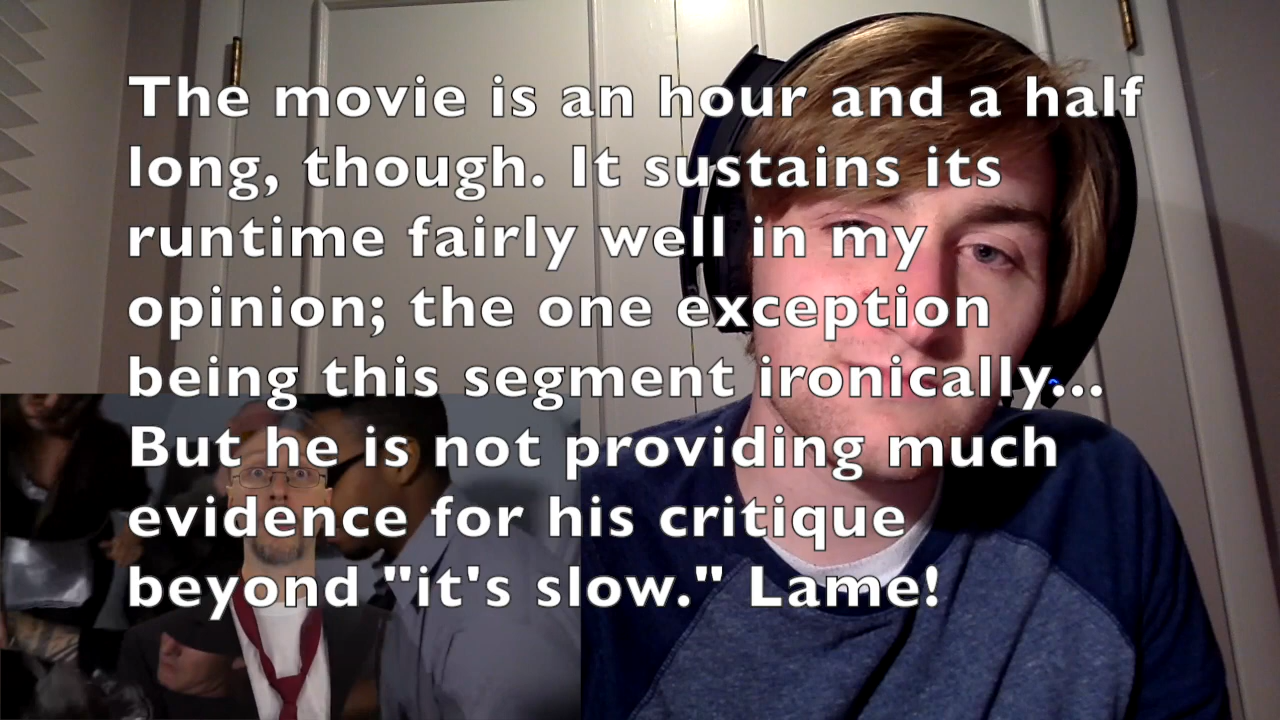 The movie is an hour and a half
long, though. It sustains its
runtime fairly well in my
opinion; the one exception
being this segment ironically...
But he is not providing much
evidence for his critique
beyond "it's slow." Lame!